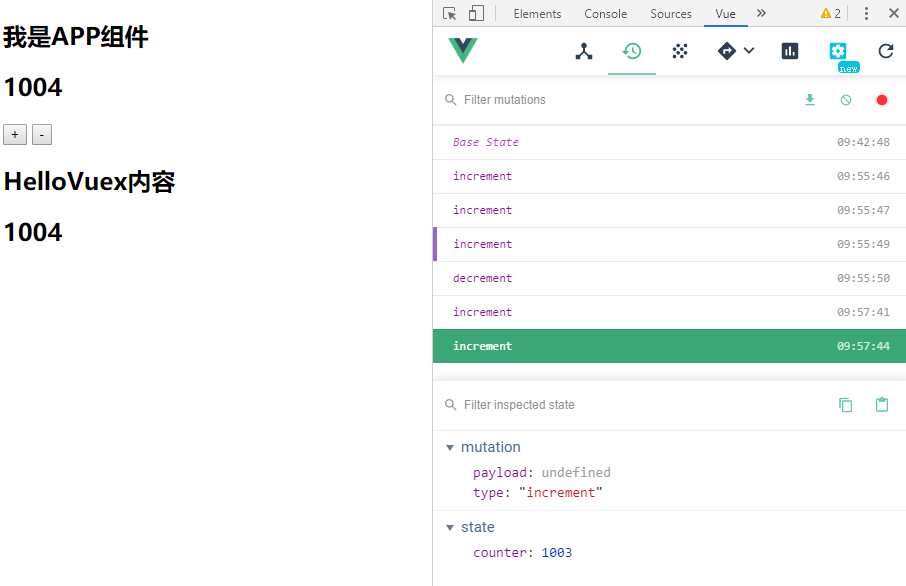 我是APP组件
1004
+ -
HelloVuex内容
1004
Elements Console Sources Vue » 2
new
Filter mutations
Base State 09:42:48
increment 09:55:46
increment 09:55:47
increment 09:55:49
decrement 09:55:50
increment 09:57:41
increment 09:57:44
Filter inspected state
mutation
payload: undefined
type: "increment"
state
counter: 1003